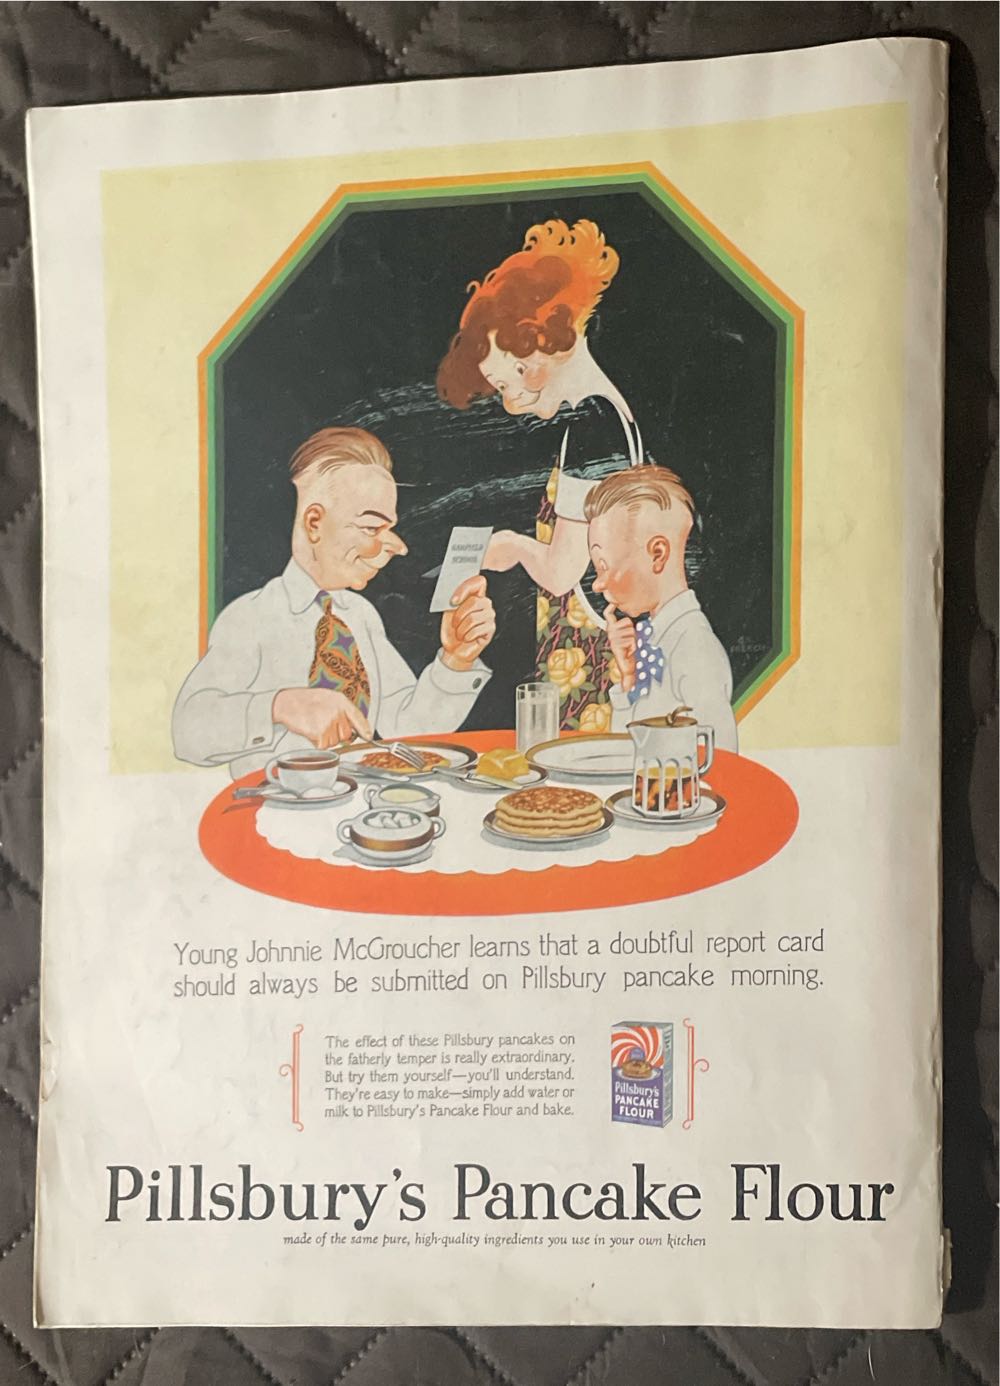 GARFIELD
SCHOOL
FRENCH
Young Johnnie McGroucher learns that a doubtful report card
should always be submitted on Pillsbury pancake morning.
The effect of these Pillsbury pancakes on
the fatherly temper is really extraordinary.
But try them yourself—you'll understand.
They're easy to make—simply add water or
milk to Pillsbury's Pancake Flour and bake.
Pillsbury's
PANCAKE
FLOUR
Pillsbury's Pancake Flour
made of the same pure, high-quality ingredients you use in your own kitchen